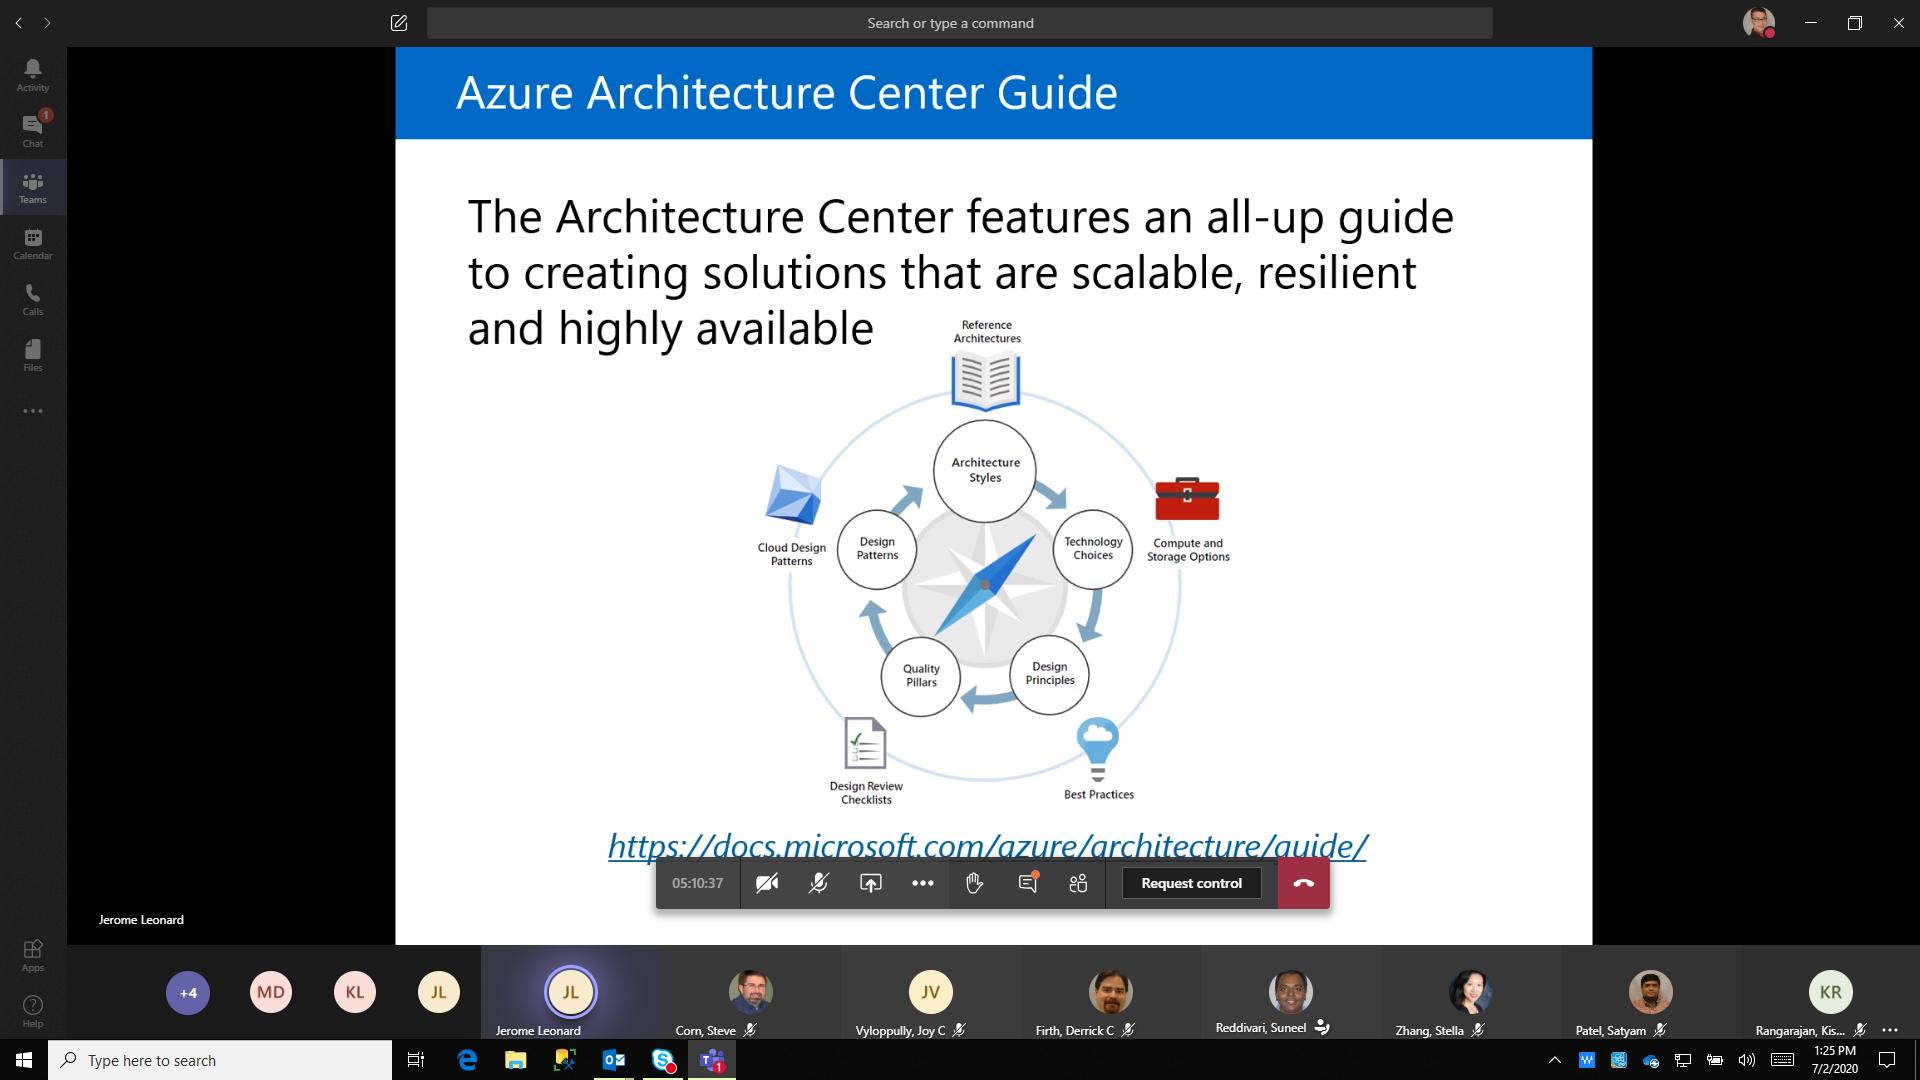 Search or type a command
Activity
1
Chat
Teams
Calendar
Calls
Files
Apps
Help
Azure Architecture Center Guide
The Architecture Center features an all-up guide
to creating solutions that are scalable, resilient
and highly available
Reference
Architectures
Architecture
Styles
Cloud Design
Patterns
Design
Patterns
Technology
Choices
Compute and
Storage Options
Quality
Pillars
Design
Principles
Design Review
Checklists
Best Practices
https://docs.microsoft.com/azure/architecture/guide/
05:10:37
Request control
Jerome Leonard
+4
MD
KL
JL
JL
Jerome Leonard
Corn, Steve
JV
Vyloppully, Joy C
Firth, Derrick C
Reddivari, Suneel
Zhang, Stella
Patel, Satyam
KR
Rangarajan, Kis...
Type here to search
1
1:25 PM
7/2/2020